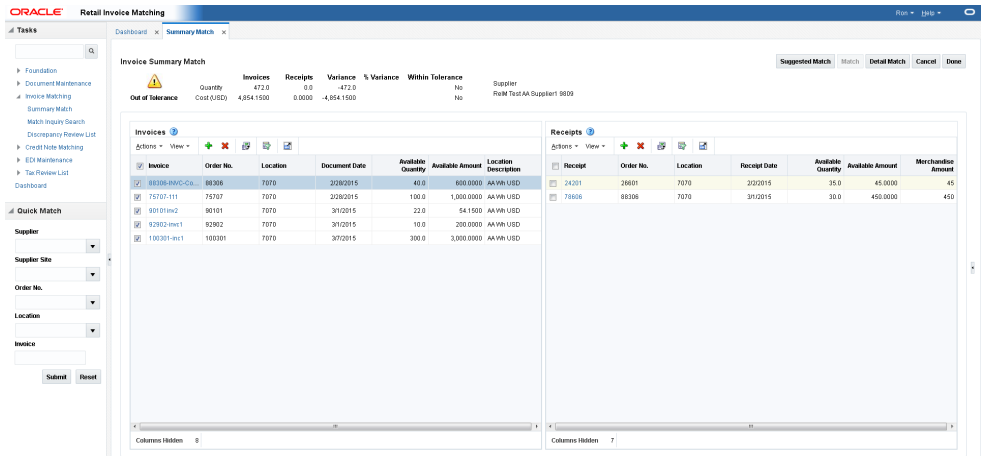 ORACLE Retail Invoice Matching Ron Help
Tasks
Foundation
Document Maintenance
Invoice Matching
Summary Match
Match Inquiry Search
Discrepancy Review List
Credit Note Matching
EDI Maintenance
Tax Review List
Dashboard
Quick Match
Supplier
Supplier Site
Order No.
Location
Invoice
Submit Reset
Dashboard × Summary Match ×
Invoice Summary Match
Suggested Match Match Detail Match Cancel Done
Invoices Receipts Variance % Variance Within Tolerance
Quantity 472.0 0.0 -472.0 No
Out of Tolerance Cost (USD) 4,854.1500 0.0000 -4,854.1500 No
Supplier
ReIM Test AA Supplier1 9809
Invoices
Actions View
Invoice Order No. Location Document Date Available Quantity Available Amount Location Description
88306-INVC-Co... 88306 7070 2/28/2015 40.0 600.0000 AA Wh USD
75707-111 75707 7070 2/28/2015 100.0 1,000.0000 AA Wh USD
90101inv2 90101 7070 3/1/2015 22.0 54.1500 AA Wh USD
92902-invc1 92902 7070 3/1/2015 10.0 200.0000 AA Wh USD
100301-inc1 100301 7070 3/7/2015 300.0 3,000.0000 AA Wh USD
Columns Hidden 8
Receipts
Actions View
Receipt Order No. Location Receipt Date Available Quantity Available Amount Merchandise Amount
24201 26601 7070 2/2/2015 35.0 45.0000 45
78606 88306 7070 3/1/2015 30.0 450.0000 450
Columns Hidden 7